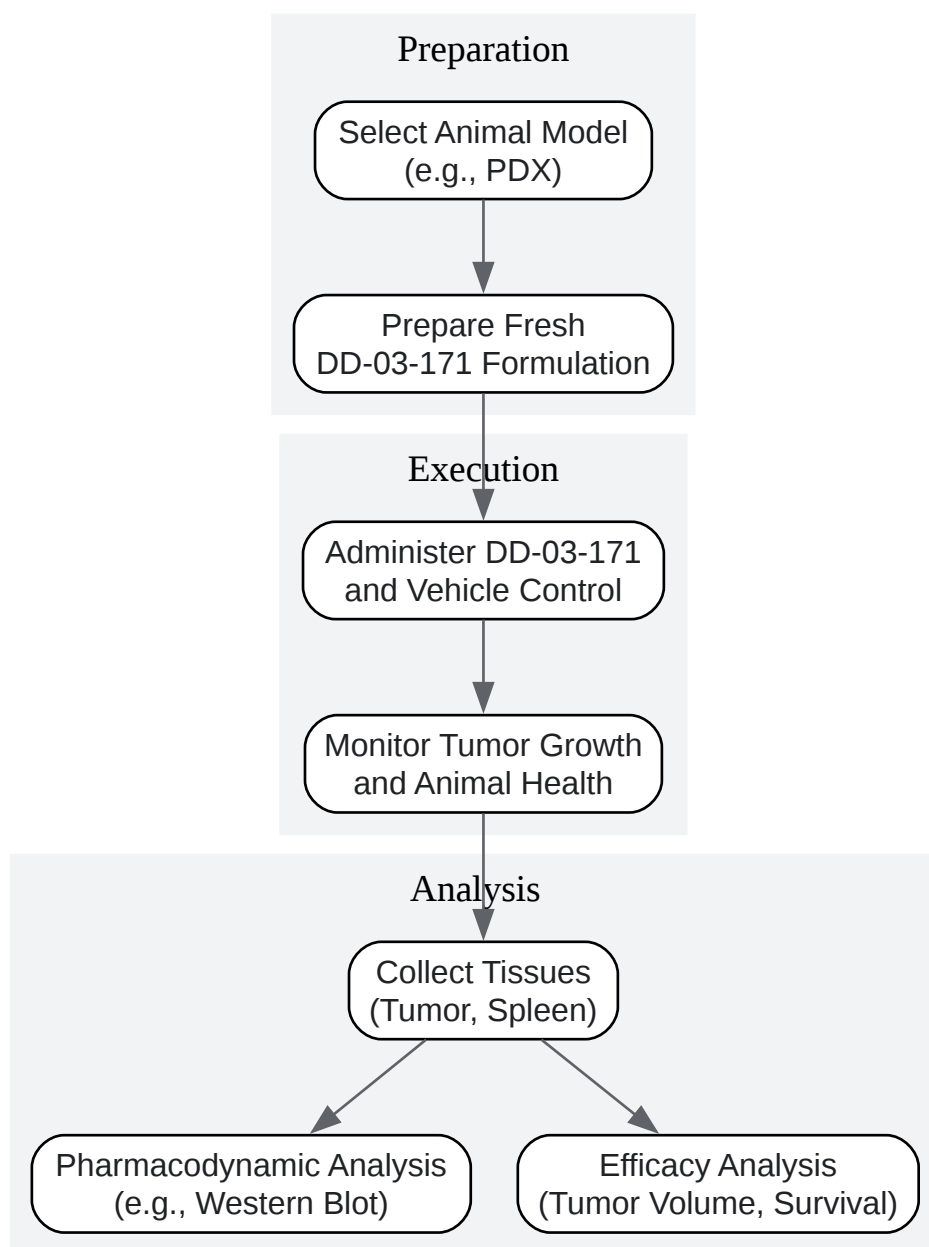 Preparation
Select Animal Model
(e.g., PDX)
Prepare Fresh
DD-03-171 Formulation
Execution
Administer DD-03-171
and Vehicle Control
Monitor Tumor Growth
and Animal Health
Analysis
Collect Tissues
(Tumor, Spleen)
Pharmacodynamic Analysis
(e.g., Western Blot)
Efficacy Analysis
(Tumor Volume, Survival)